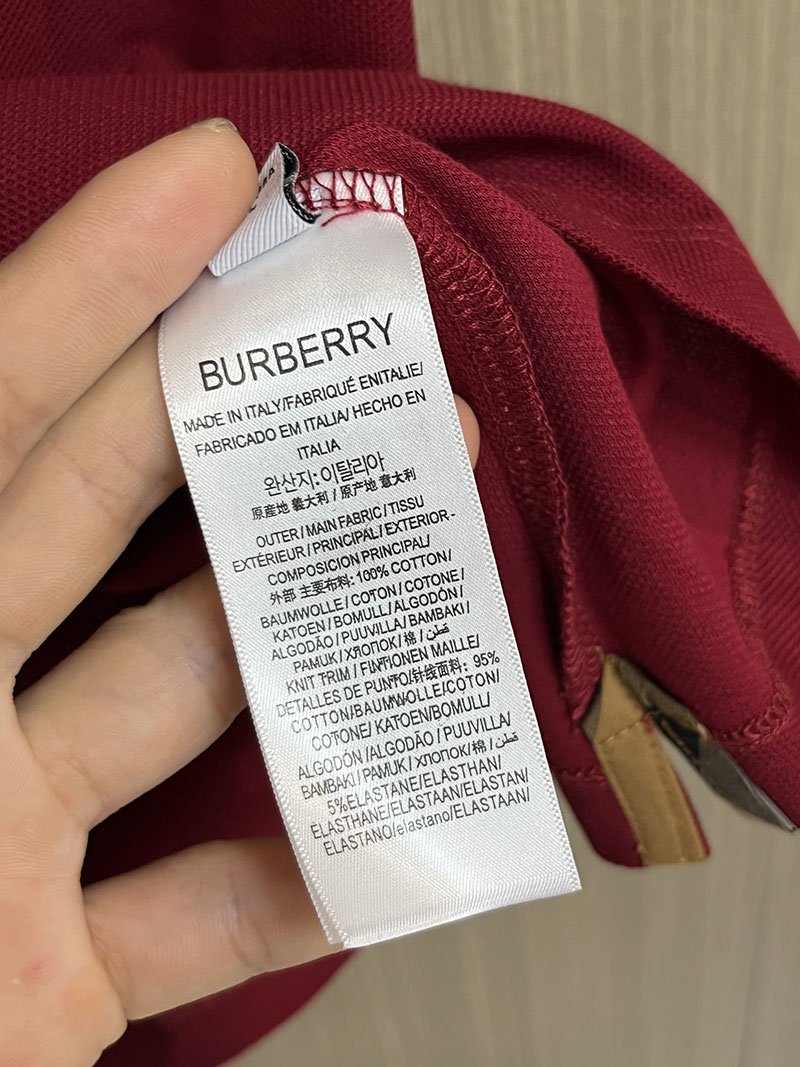 BURBERRY
MADE IN ITALY/FABRIQUÉ ENITALIE/
FABRICADO EM ITALIA/ HECHO EN
ITALIA
완산지: 이탈리아
原産地 義大利 / 原产地 意大利
OUTER / MAIN FABRIC / TISSU
EXTÉRIEUR / PRINCIPAL / EXTERIOR-
COMPOSICION PRINCIPAL/
外部 主要布料: 100% COTTON/
BAUMWOLLE / COTON / COTONE/
KATOEN / BOMULL / ALGODÓN/
ALGODÃO / PUUVILLA / BAMBAKI/
PAMUK / ХЛОПОК / 棉 / قطن
KNIT TRIM / FINTIONEN MAILLE/
DETALLES DE PUNTO/针线面料: 95%
COTTON/BAUMWOLLE/COTON/
COTONE/ KATOEN/BOMULL/
ALGODÓN /ALGODÃO / PUUVILLA/
BAMBAKI / PAMUK / ХЛОПОК / 棉 / قطن /
5%ELASTANE/ELASTHAN/
ELASTHANE/ELASTAAN/ELASTAN/
ELASTANO/elastano/ELASTAAN/